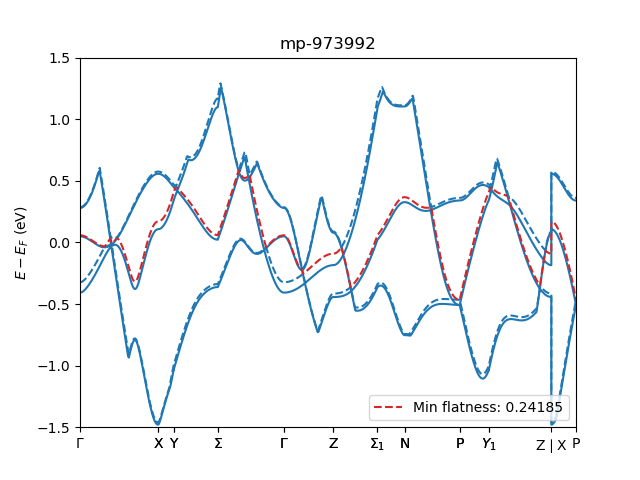 mp-973992
E − E_F (eV)
1.5
1.0
0.5
0.0
−0.5
−1.0
−1.5
Min flatness: 0.24185
Γ X Y Σ Γ Z Σ₁ N P Y₁ Z | X P